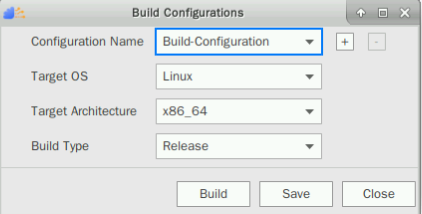 Build Configurations
Configuration Name Build-Configuration + -
Target OS Linux
Target Architecture x86_64
Build Type Release
Build Save Close